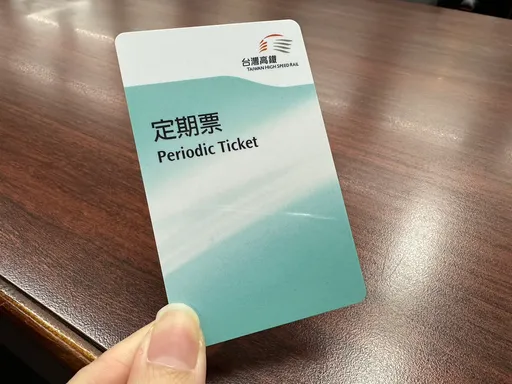 台灣高鐵
TAIWAN HIGH SPEED RAIL
定期票
Periodic Ticket